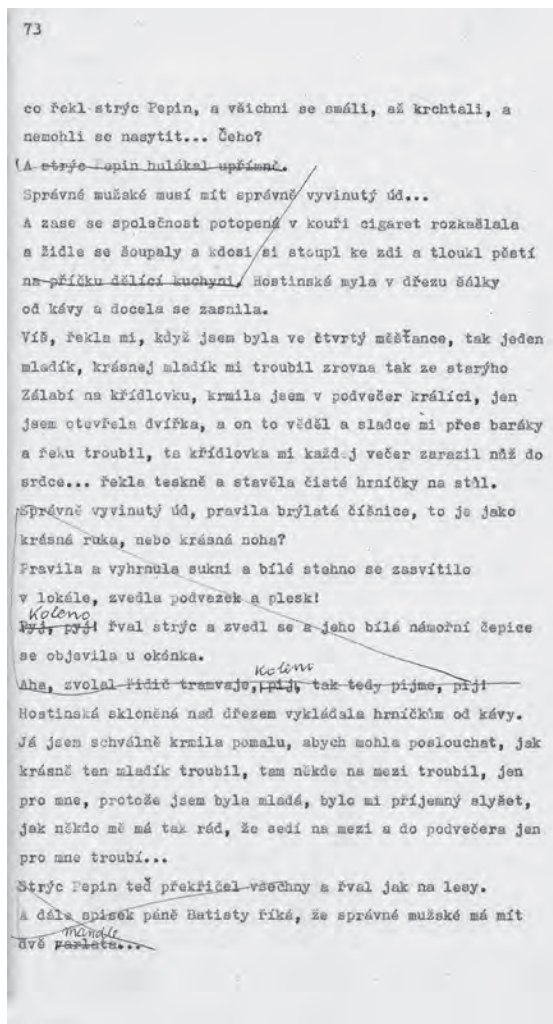 73
co řekl strýc Pepin, a všichni se smáli, až krchtali, a
nemohli se nasytit... Čeho?
(A strýc Pepin hulákal upřímně.
Správné mužské musí mít správně vyvinutý úd...
A zase se společnost potopená v kouři cigaret rozkašlala
a židle se šoupaly a kdosi si stoupl ke zdi a tloukl pěstí
na příčku dělící kuchyni. Hostinská myla v dřezu šálky
od kávy a docela se zasnila.
Víš, řekla mi, když jsem byla ve čtvrtý měšťance, tak jeden
mladík, krásnej mladík mi troubil zrovna tak ze starýho
Zálabí na křídlovku, krmila jsem v podvečer králíci, jen
jsem otevřela dvířka, a on to věděl a sladce mi přes baráky
a řeku troubil, ta křídlovka mi každej večer zarazil nůž do
srdce... řekla teskně a stavěla čisté hrníčky na stůl.
Správně vyvinutý úd, pravila brýlatá číšnice, to je jako
krásná ruka, nebo krásná noha?
Pravila a vyhrnula sukni a bílé stehno se zasvítilo
v lokále, zvedla podvazek a plesk!
Koleno
Pyj, pyj! řval strýc a zvedl se a jeho bílá námořní čepice
se objevila u okénka.
Koleno
Aha, zvolal řidič tramvaje, pij, tak tedy pijme, pij!
Hostinská skloněná nad dřezem vykládala hrníčkům od kávy.
Já jsem schválně krmila pomalu, abych mohla poslouchat, jak
krásně ten mladík troubil, tam někde na mezi troubil, jen
pro mne, protože jsem byla mladá, bylo mi příjemný slyšet,
jak někdo mě má tak rád, že sedí na mezi a do podvečera jen
pro mne troubí...
Strýc Pepin teď překřičel všechny a řval jak na lesy.
A dále spisek páně Batisty říká, že správné mužské má mít
mandle
dvě varlata...